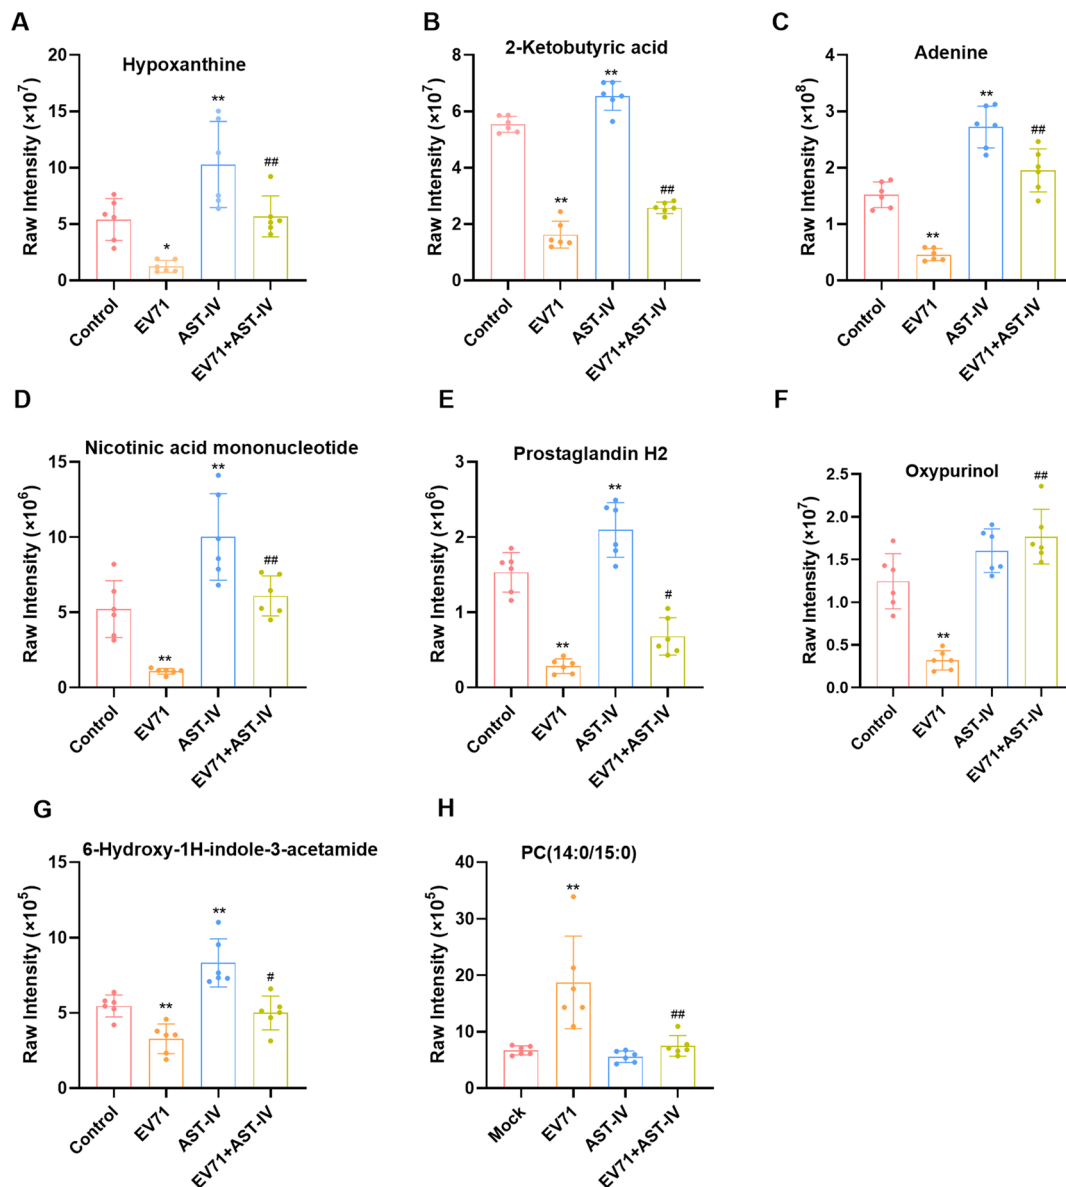 A
Hypoxanthine
Raw Intensity (×10⁷)
20
15
10
5
0
**
*
##
Control
EV71
AST-IV
EV71+AST-IV
B
2-Ketobutyric acid
Raw Intensity (×10⁷)
8
6
4
2
0
**
**
##
Control
EV71
AST-IV
EV71+AST-IV
C
Adenine
Raw Intensity (×10⁸)
4
3
2
1
0
**
**
##
Control
EV71
AST-IV
EV71+AST-IV
D
Nicotinic acid mononucleotide
Raw Intensity (×10⁶)
15
10
5
0
**
**
##
Control
EV71
AST-IV
EV71+AST-IV
E
Prostaglandin H2
Raw Intensity (×10⁶)
3
2
1
0
**
**
#
Control
EV71
AST-IV
EV71+AST-IV
F
Oxypurinol
Raw Intensity (×10⁷)
2.5
2.0
1.5
1.0
0.5
0.0
**
##
Control
EV71
AST-IV
EV71+AST-IV
G
6-Hydroxy-1H-indole-3-acetamide
Raw Intensity (×10⁵)
15
10
5
0
**
**
#
Control
EV71
AST-IV
EV71+AST-IV
H
PC(14:0/15:0)
Raw Intensity (×10⁵)
40
30
20
10
0
**
##
Mock
EV71
AST-IV
EV71+AST-IV